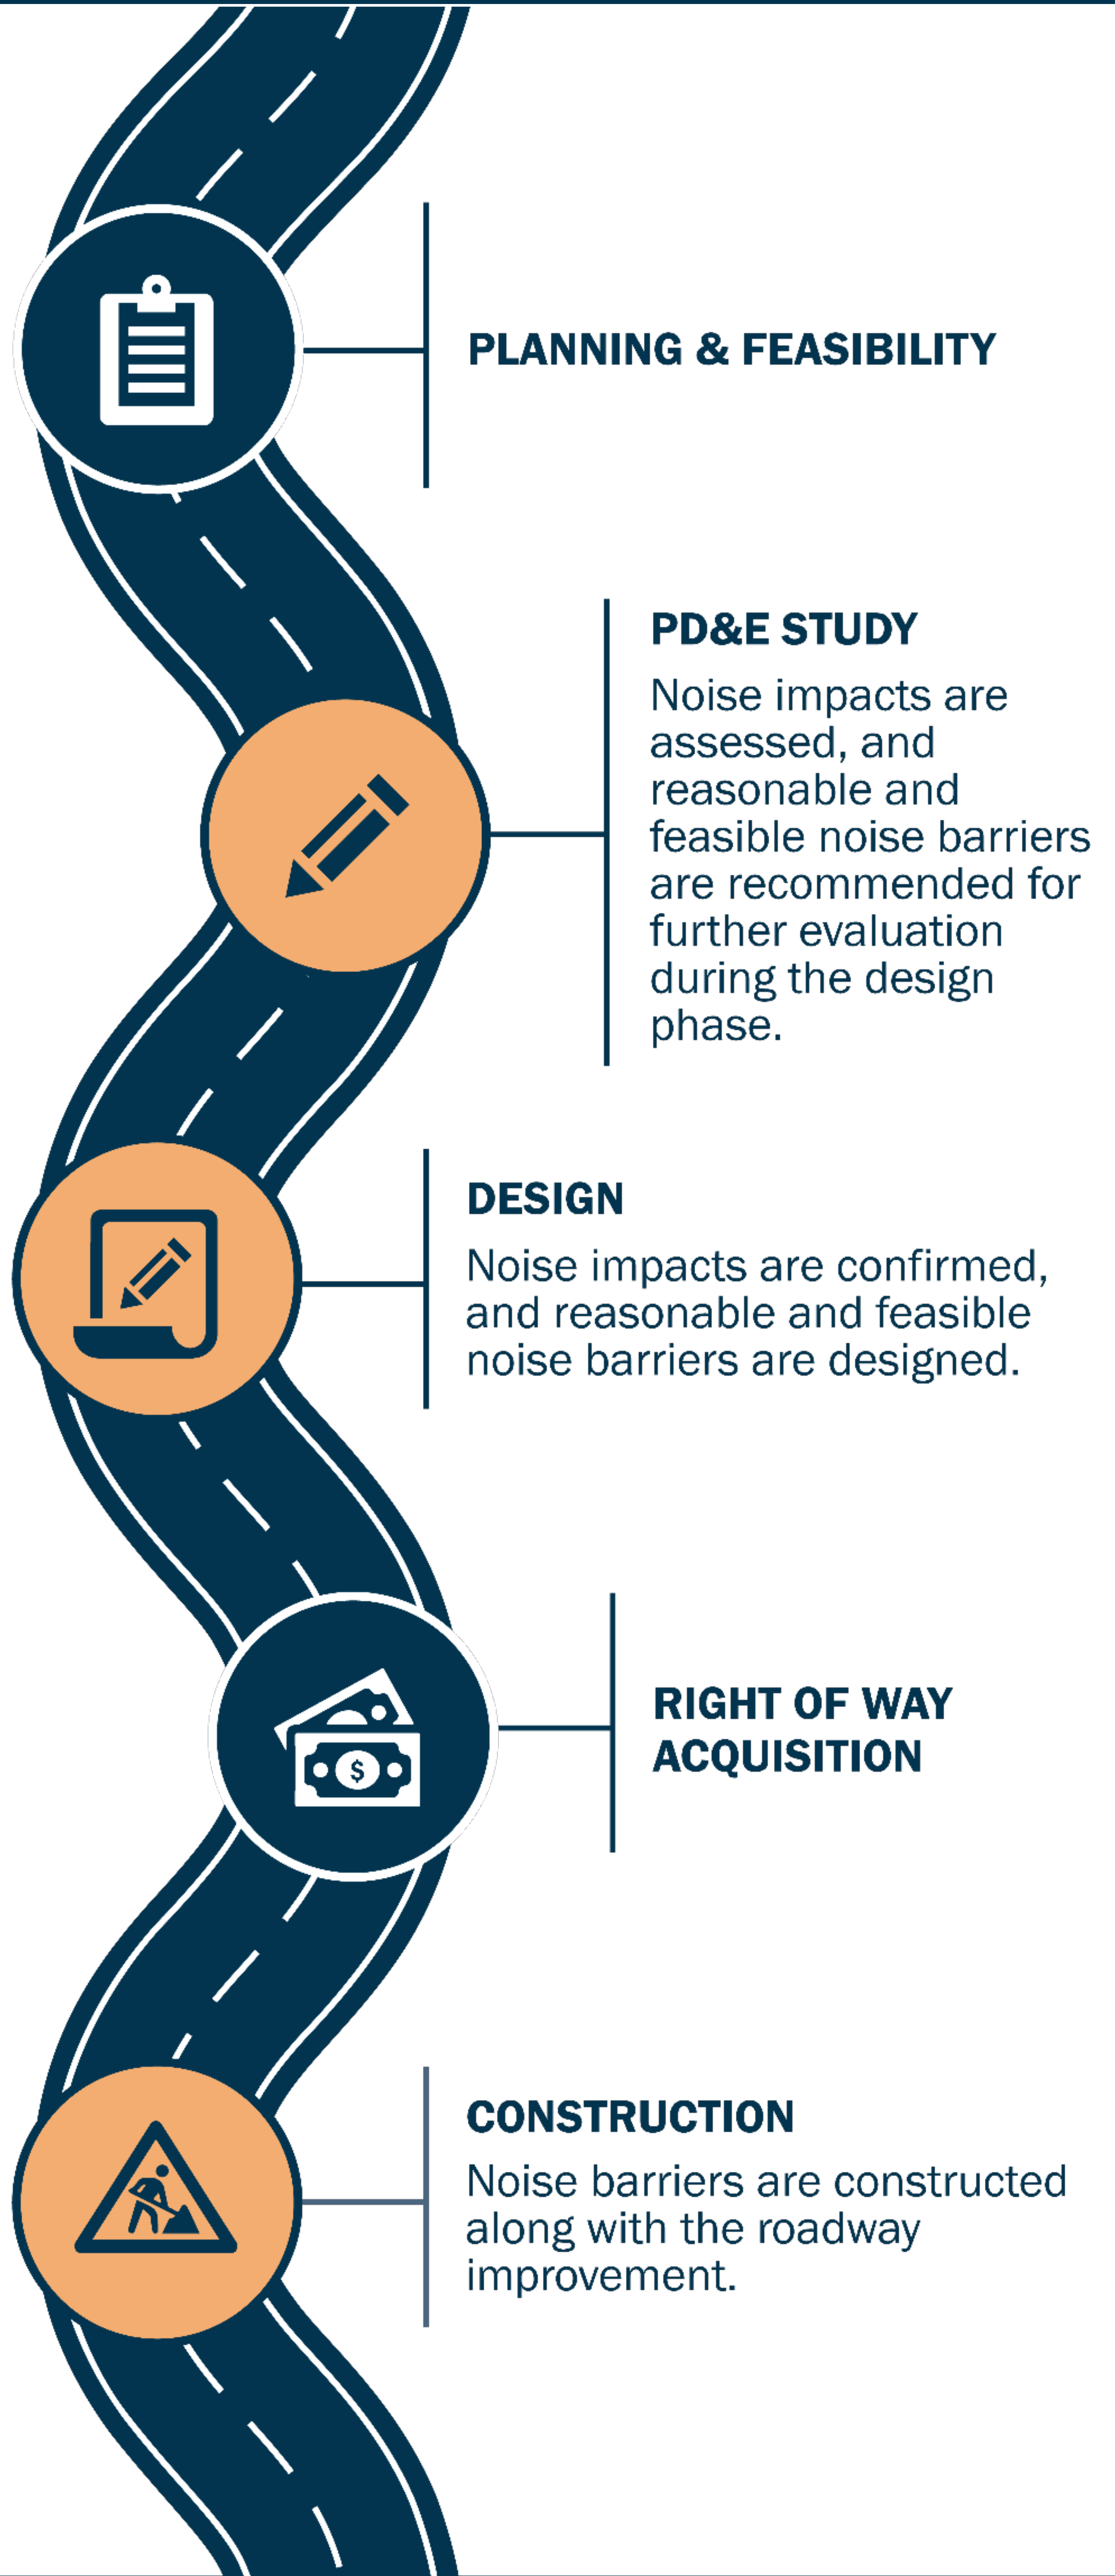 PLANNING & FEASIBILITY
PD&E STUDY
Noise impacts are
assessed, and
reasonable and
feasible noise barriers
are recommended for
further evaluation
during the design
phase.
DESIGN
Noise impacts are confirmed,
and reasonable and feasible
noise barriers are designed.
$
RIGHT OF WAY
ACQUISITION
CONSTRUCTION
Noise barriers are constructed
along with the roadway
improvement.